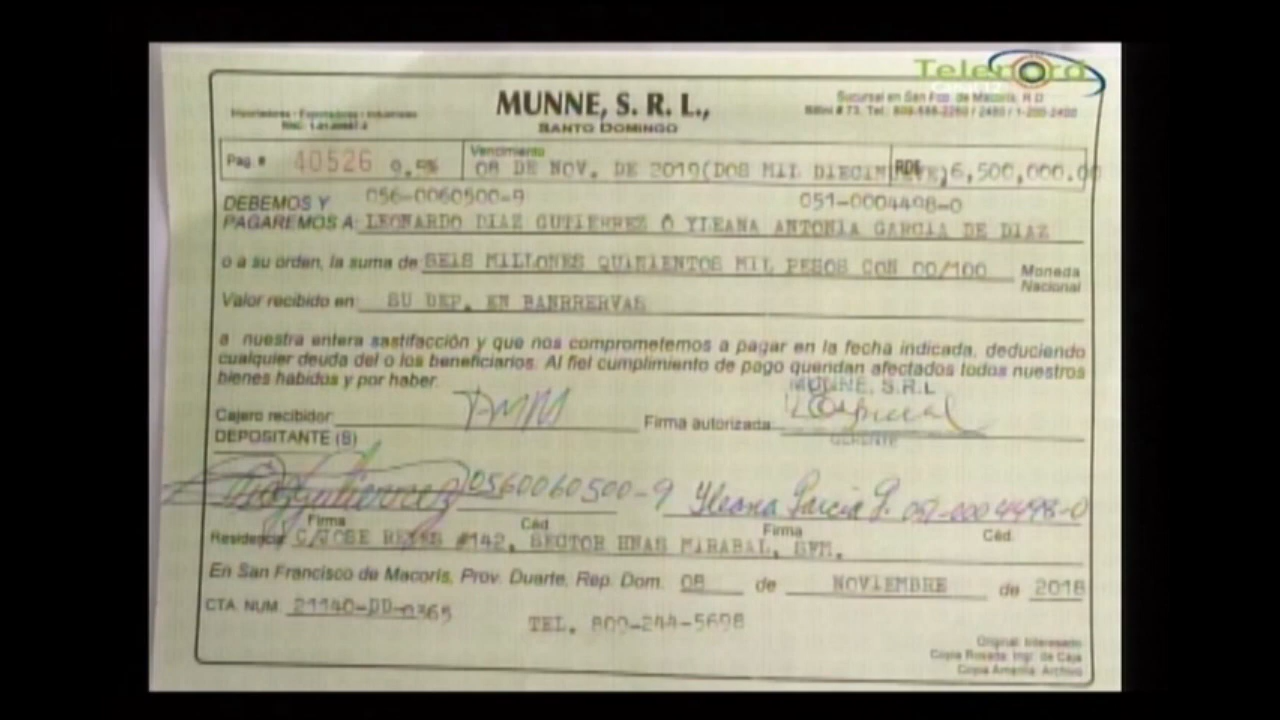 Telenord
MUNNE, S. R. L.,
SANTO DOMINGO
Importadores - Exportadores - Industriales
Sucursal en San Fco. de Macorís, R.D.
Pag. # 40526 9.5% Vencimiento
08 DE NOV. DE 2019(DOS MIL DIECINUEVE) RD$ 6,500,000.00
056-0060500-9 051-0004498-0
DEBEMOS Y
PAGAREMOS A: LEONARDO DIAZ GUTIERREZ Ó YLEANA ANTONIA GARCIA DE DIAZ
o a su orden, la suma de SEIS MILLONES QUINIENTOS MIL PESOS CON 00/100 Moneda
Nacional
Valor recibido en: SU DEP. EN BANRRERVAS
a nuestra entera sastifacción y que nos comprometemos a pagar en la fecha indicada, deduciendo
cualquier deuda del o los beneficiarios. Al fiel cumplimiento de pago quendan afectados todos nuestros
bienes habidos y por haber.
MUNNE, S.R.L
Cajero recibidor Firma autorizada
GERENTE
DEPOSITANTE (S)
Diaz Gutierrez 0560060500-9 Yleana Garcia G. 051-0004498-0
Firma Céd Firma Céd.
Residencia C/JOSE REYES #142, SECTOR HNAS MIRABAL, SFM.
En San Francisco de Macorís, Prov. Duarte, Rep. Dom. 08 de NOVIEMBRE de 2018
CTA. NUM. 21140-DD-0365
TEL. 809-244-5698
Original: Interesado
Copia Rosada: Ingr. de Caja
Copia Amarilla: Archivo